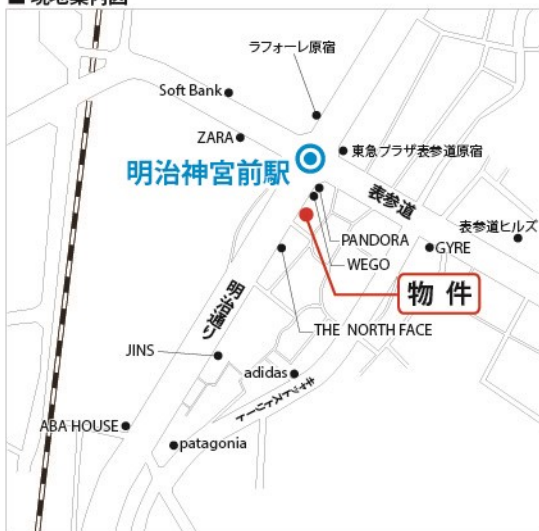 ■ 現地案内図
ラフォーレ原宿
Soft Bank
ZARA
東急プラザ表参道原宿
明治神宮前駅
表参道
表参道ヒルズ
PANDORA
GYRE
WEGO
物 件
明治通り
THE NORTH FACE
JINS
adidas
キャットストリート
ABA HOUSE
patagonia